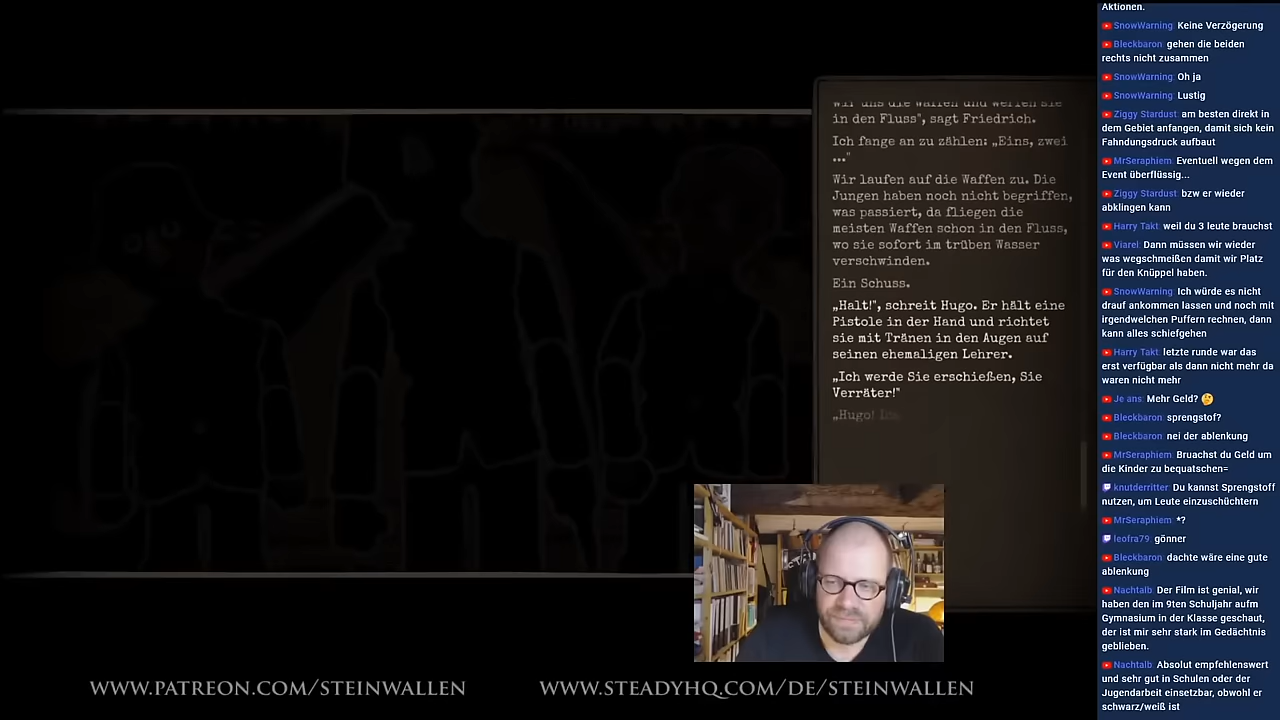 wir uns die Waffen und werfen sie
in den Fluss", sagt Friedrich.
Ich fange an zu zählen: „Eins, zwei
..."
Wir laufen auf die Waffen zu. Die
Jungen haben noch nicht begriffen,
was passiert, da fliegen die
meisten Waffen schon in den Fluss,
wo sie sofort im trüben Wasser
verschwinden.
Ein Schuss.
„Halt!", schreit Hugo. Er hält eine
Pistole in der Hand und richtet
sie mit Tränen in den Augen auf
seinen ehemaligen Lehrer.
„Ich werde Sie erschießen, Sie
Verräter!"
„Hugo!
WWW.PATREON.COM/STEINWALLEN
WWW.STEADYHQ.COM/DE/STEINWALLEN
Aktionen.
SnowWarning: Keine Verzögerung
Bleckbaron: gehen die beiden
rechts nicht zusammen
SnowWarning: Oh ja
SnowWarning: Lustig
Ziggy Stardust: am besten direkt in
dem Gebiet anfangen, damit sich kein
Fahndungsdruck aufbaut
MrSeraphiem: Eventuell wegen dem
Event überflüssig...
Ziggy Stardust: bzw er wieder
abklingen kann
Harry Takt: weil du 3 leute brauchst
Viarel: Dann müssen wir wieder
was wegschmeißen damit wir Platz
für den Knüppel haben.
SnowWarning: Ich würde es nicht
drauf ankommen lassen und noch mit
irgendwelchen Puffern rechnen, dann
kann alles schiefgehen
Harry Takt: letzte runde war das
erst verfügbar als dann nicht mehr da
waren nicht mehr
Je ans: Mehr Geld? 🤔
Bleckbaron: sprengstof?
Bleckbaron: nei der ablenkung
MrSeraphiem: Bruachst du Geld um
die Kinder zu bequatschen=
knutderritter: Du kannst Sprengstoff
nutzen, um Leute einzuschüchtern
MrSeraphiem: *?
leofra79: gönner
Bleckbaron: dachte wäre eine gute
ablenkung
Nachtalb: Der Film ist genial, wir
haben den im 9ten Schuljahr aufm
Gymnasium in der Klasse geschaut,
der ist mir sehr stark im Gedächtnis
geblieben.
Nachtalb: Absolut empfehlenswert
und sehr gut in Schulen oder der
Jugendarbeit einsetzbar, obwohl er
schwarz/weiß ist